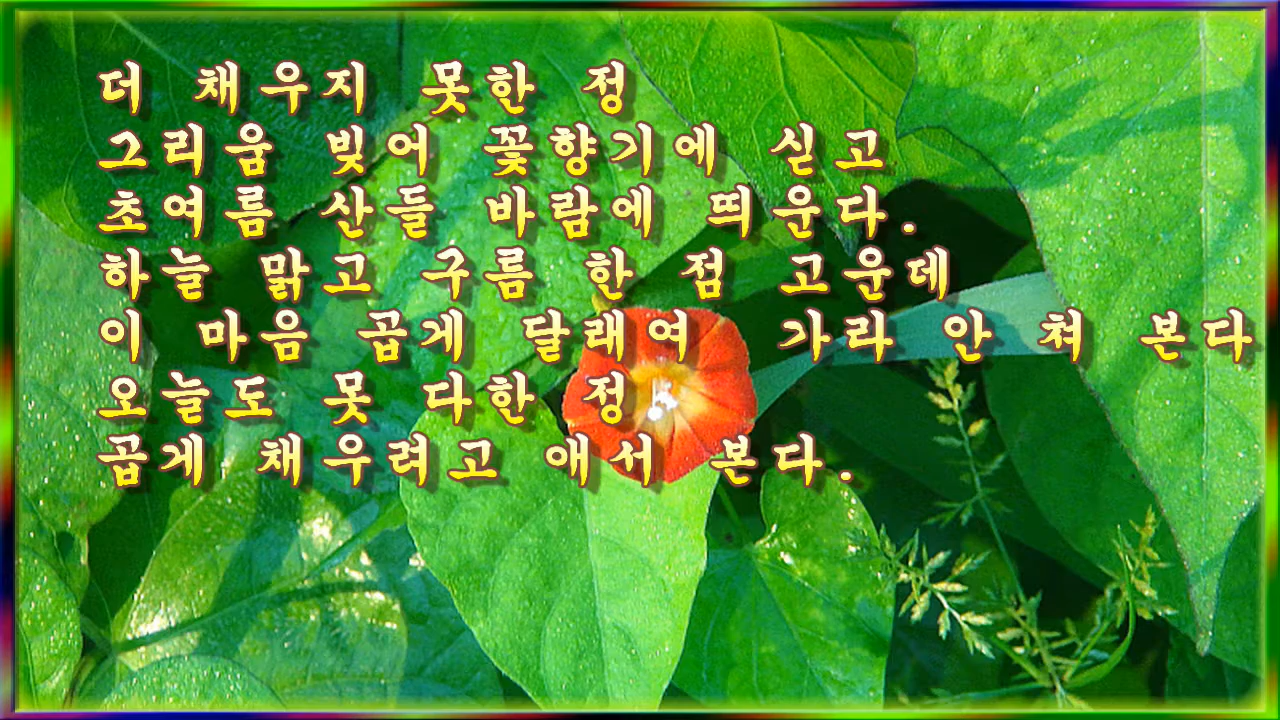 더 채우지 못한 정
그리움 빚어 꽃향기에 싣고
초여름 산들 바람에 띄운다.
하늘 맑고 구름 한 점 고운데
이 마음 곱게 달래여 가라 안 쳐 본다
오늘도 못 다한 정
곱게 채우려고 애서 본다.